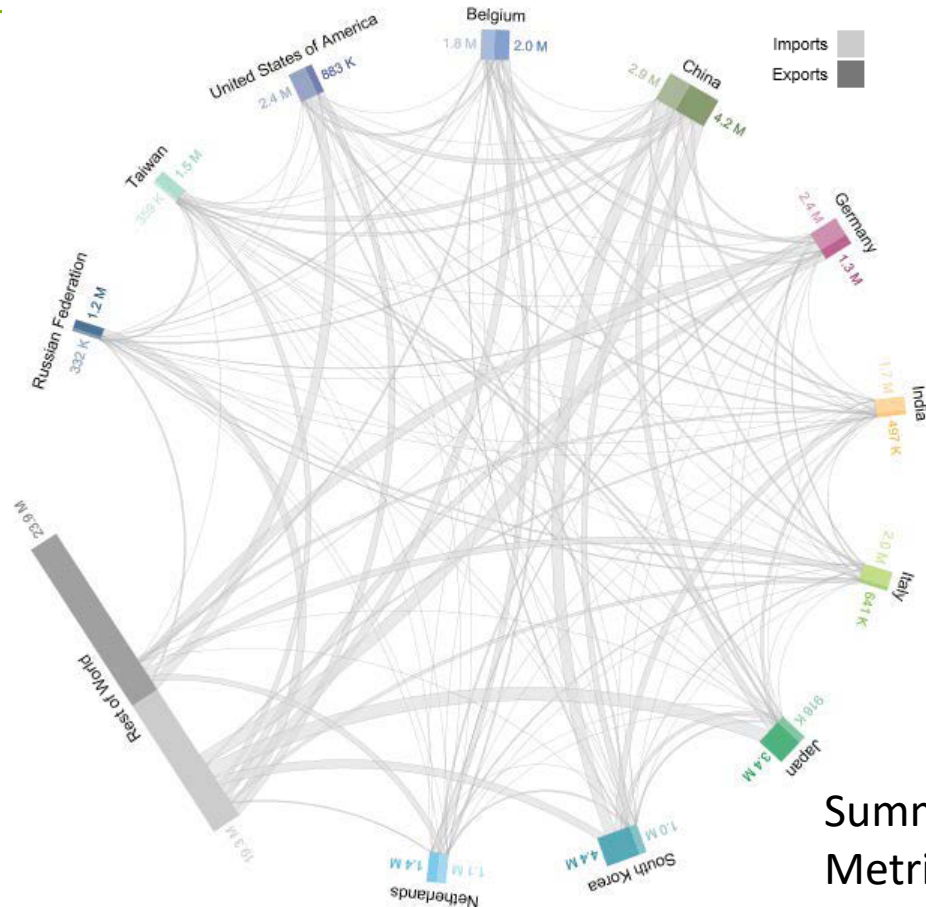 Belgium
1.8 M
2.0 M
Imports
Exports
United States of America
2.4 M
883 K
China
2.9 M
4.2 M
Taiwan
359 K
1.5 M
Germany
2.4 M
1.3 M
Russian Federation
332 K
1.2 M
India
1.7 M
497 K
Italy
2.0 M
641 K
23.9 M
Rest of World
19.3 M
916 K
3.4 M
Japan
1.0 M
4.4 M
South Korea
1.4 M
1.1 M
Netherlands
Summ
Metri